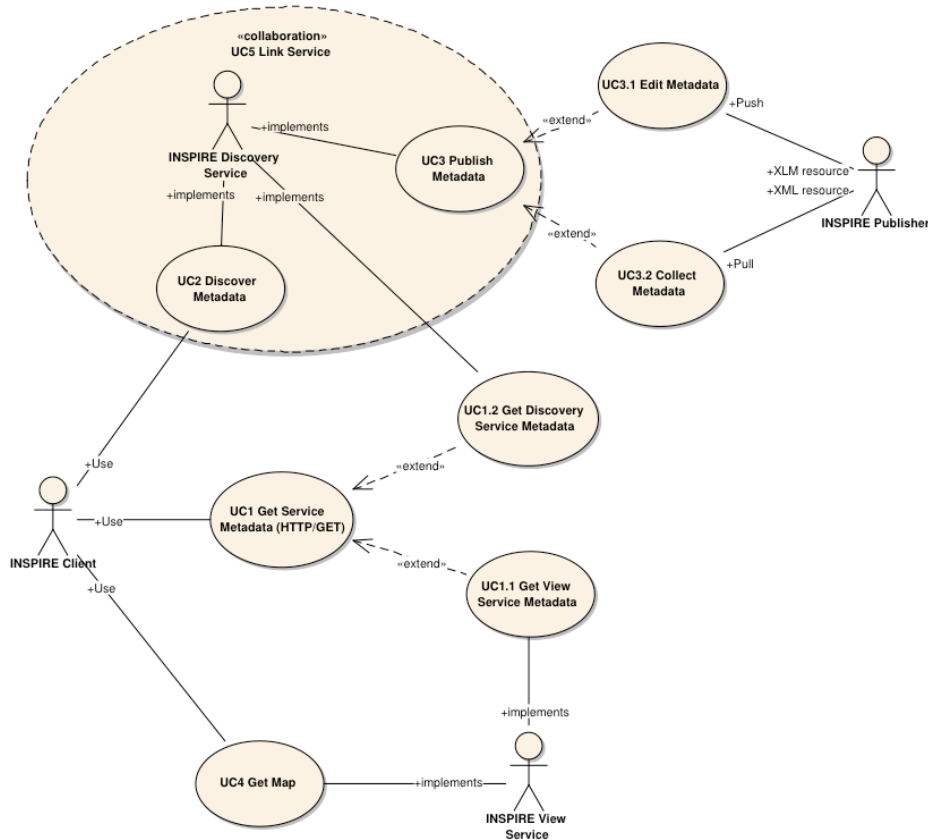 «collaboration»
UC5 Link Service
UC3.1 Edit Metadata
+Push
«extend»
+implements
INSPIRE Discovery
Service
UC3 Publish
Metadata
+XLM resource
+XML resource
INSPIRE Publisher
+implements
+implements
«extend»
+Pull
UC3.2 Collect
Metadata
UC2 Discover
Metadata
UC1.2 Get Discovery
Service Metadata
+Use
«extend»
UC1 Get Service
Metadata (HTTP/GET)
+Use
INSPIRE Client
«extend»
+Use
UC1.1 Get View
Service Metadata
+implements
UC4 Get Map
+implements
INSPIRE View
Service